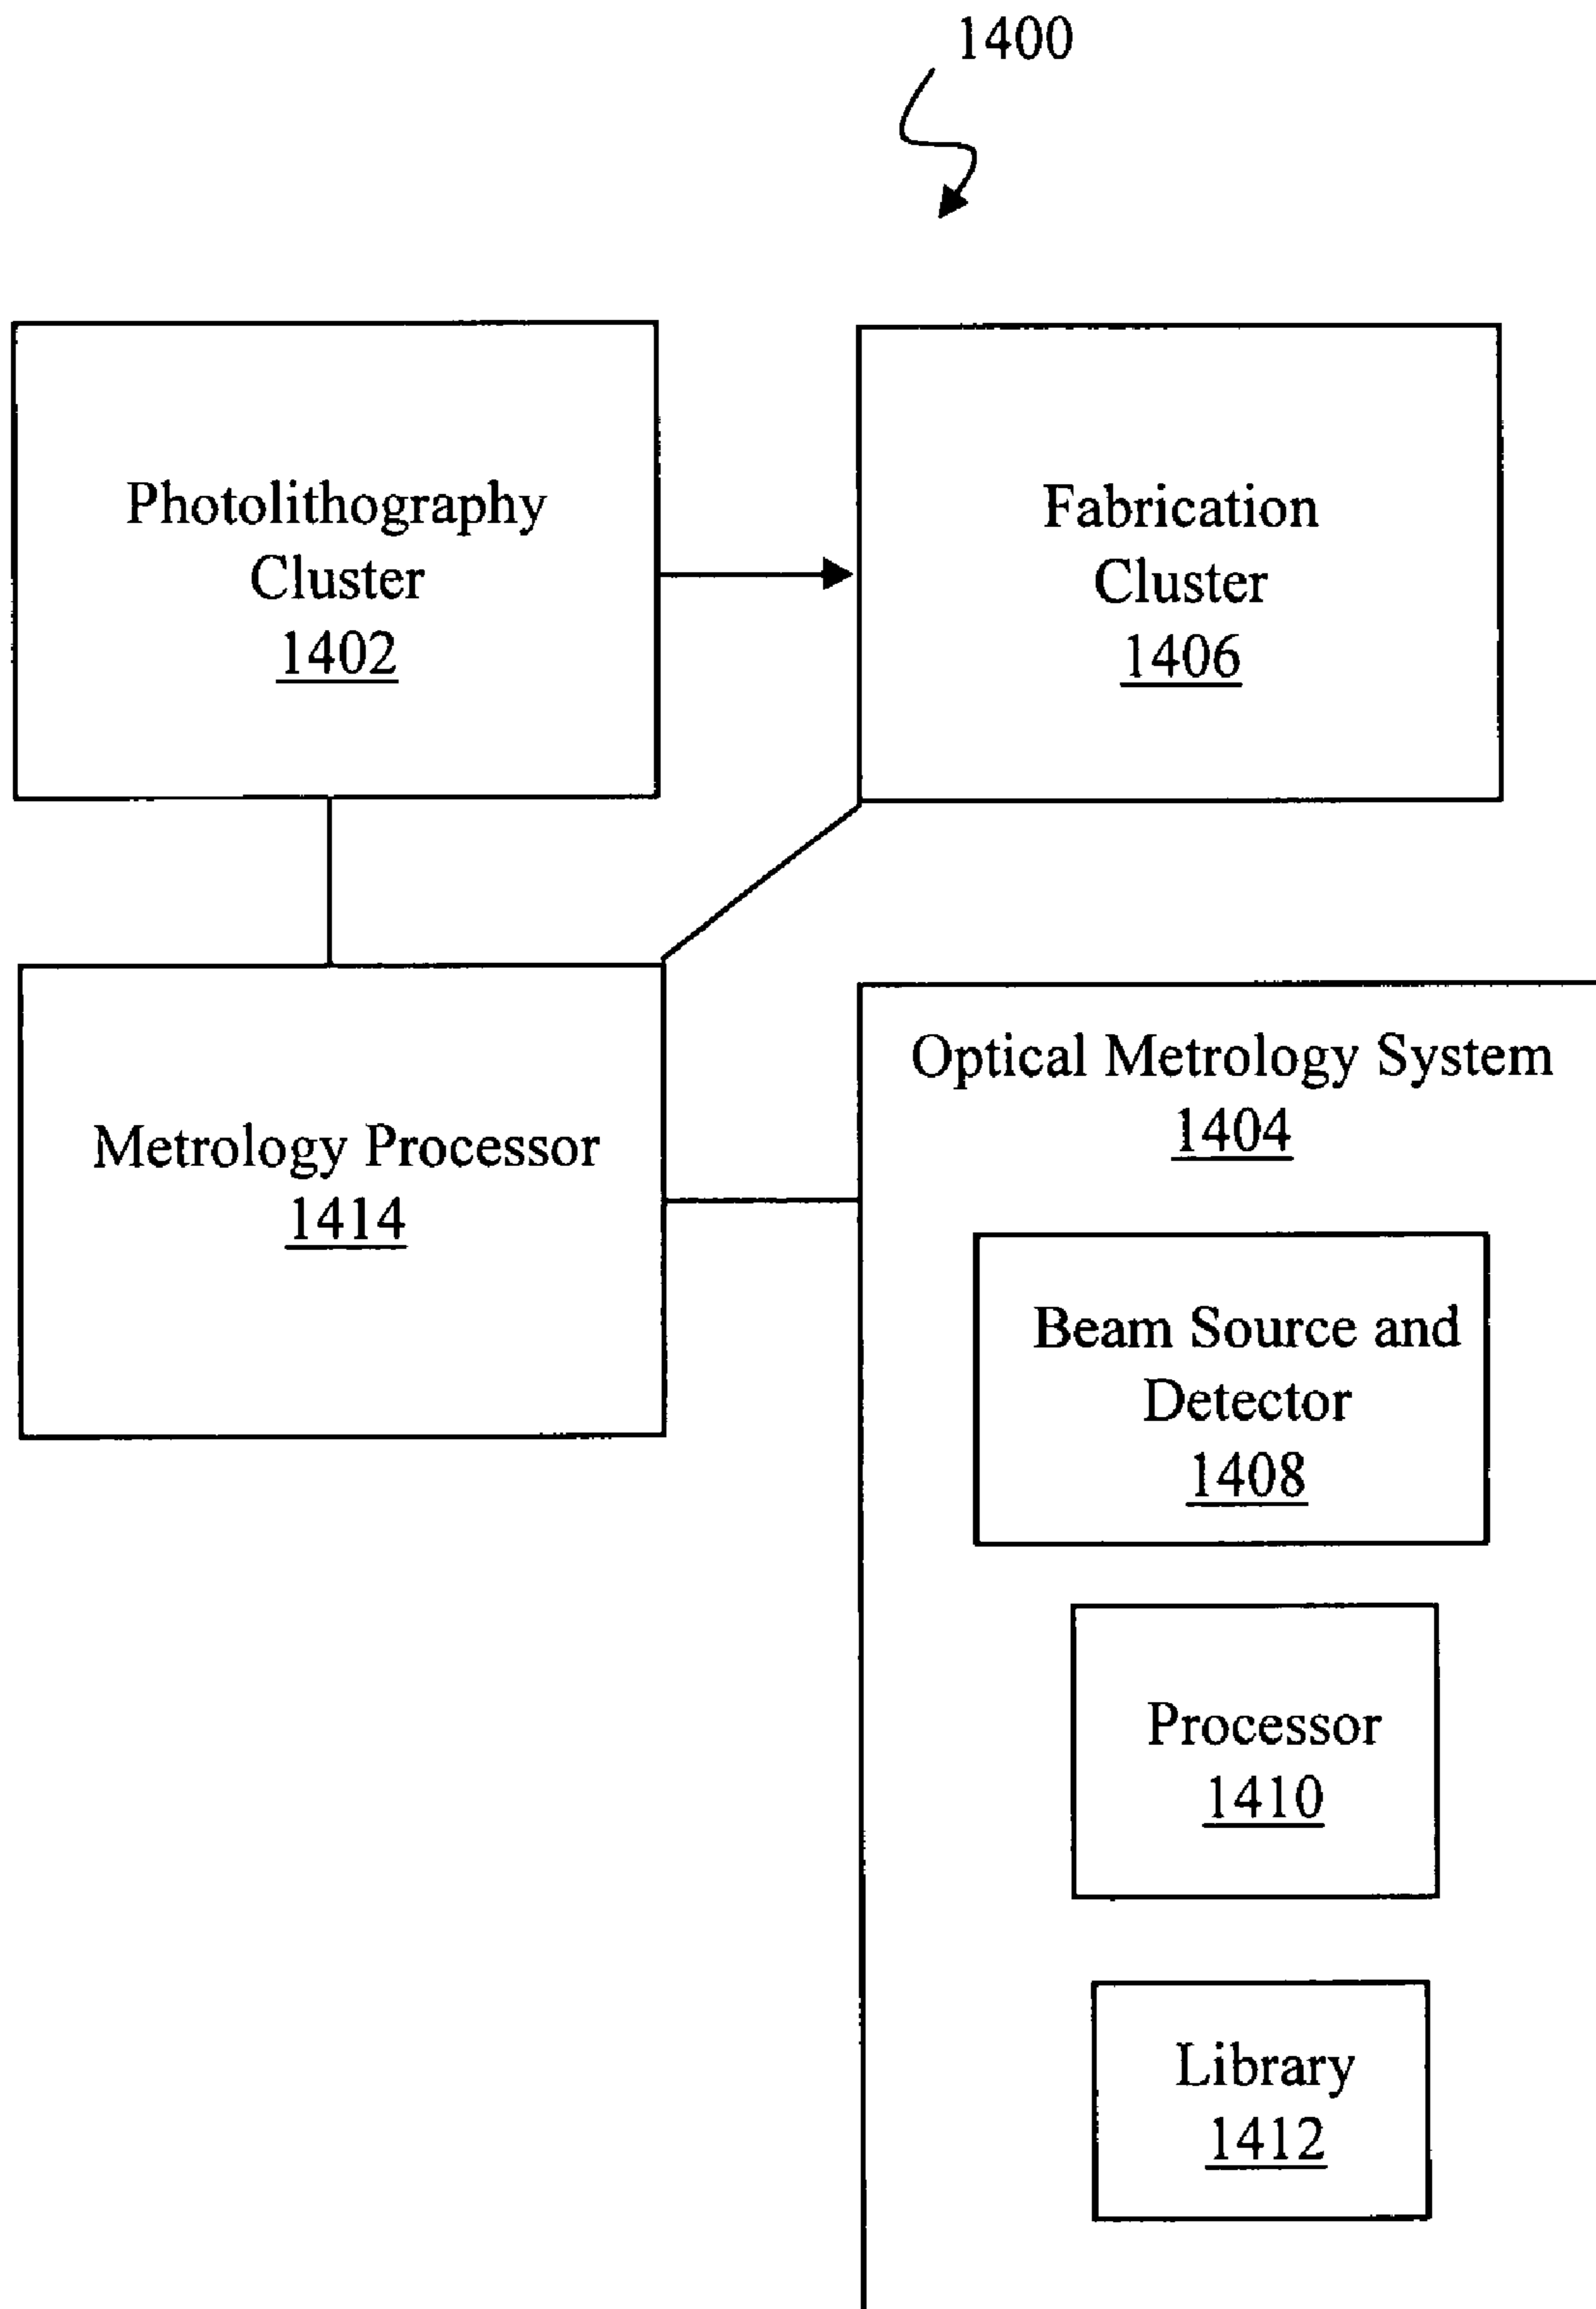 1400
Photolithography
Cluster
1402
Fabrication
Cluster
1406
Metrology Processor
1414
Optical Metrology System
1404
Beam Source and
Detector
1408
Processor
1410
Library
1412